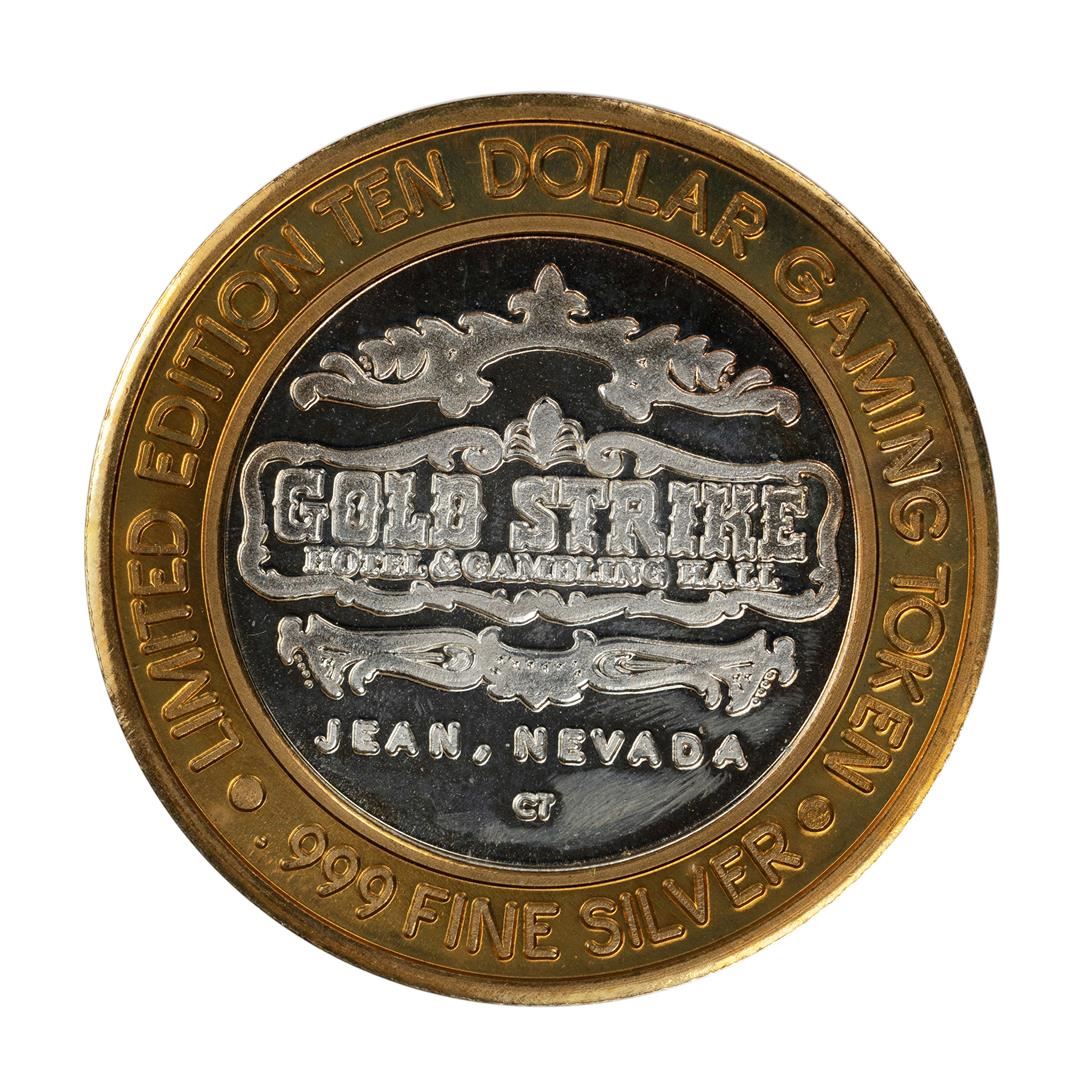 LIMITED EDITION TEN DOLLAR GAMING TOKEN
GOLD STRIKE
HOTEL & GAMBLING HALL
JEAN, NEVADA
CT
.999 FINE SILVER